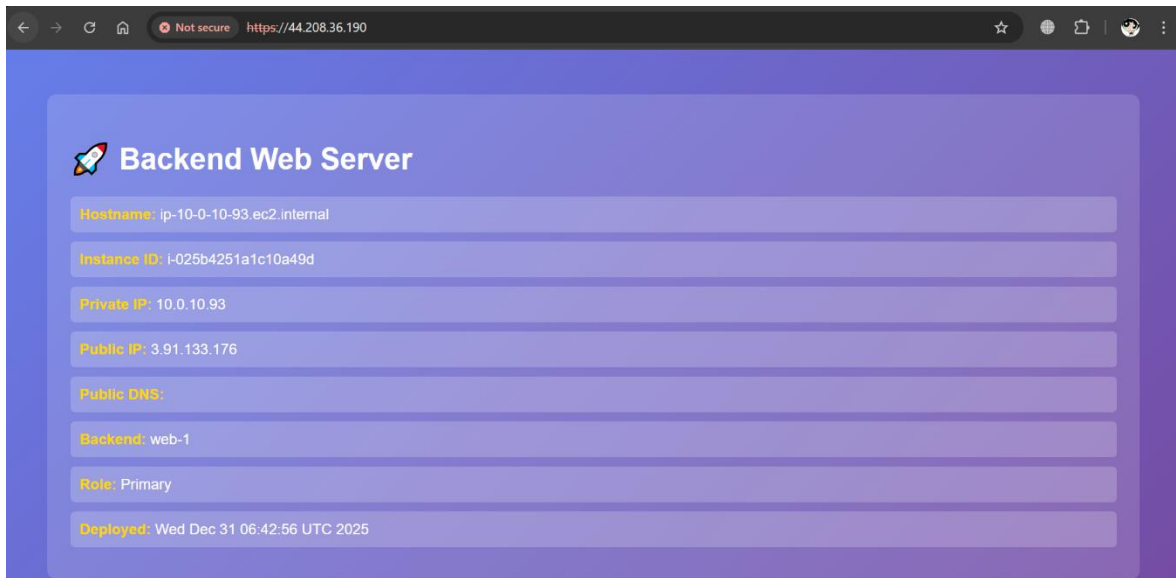 Not secure https://44.208.36.190
Backend Web Server
Hostname: ip-10-0-10-93.ec2.internal
Instance ID: i-025b4251a1c10a49d
Private IP: 10.0.10.93
Public IP: 3.91.133.176
Public DNS:
Backend: web-1
Role: Primary
Deployed: Wed Dec 31 06:42:56 UTC 2025